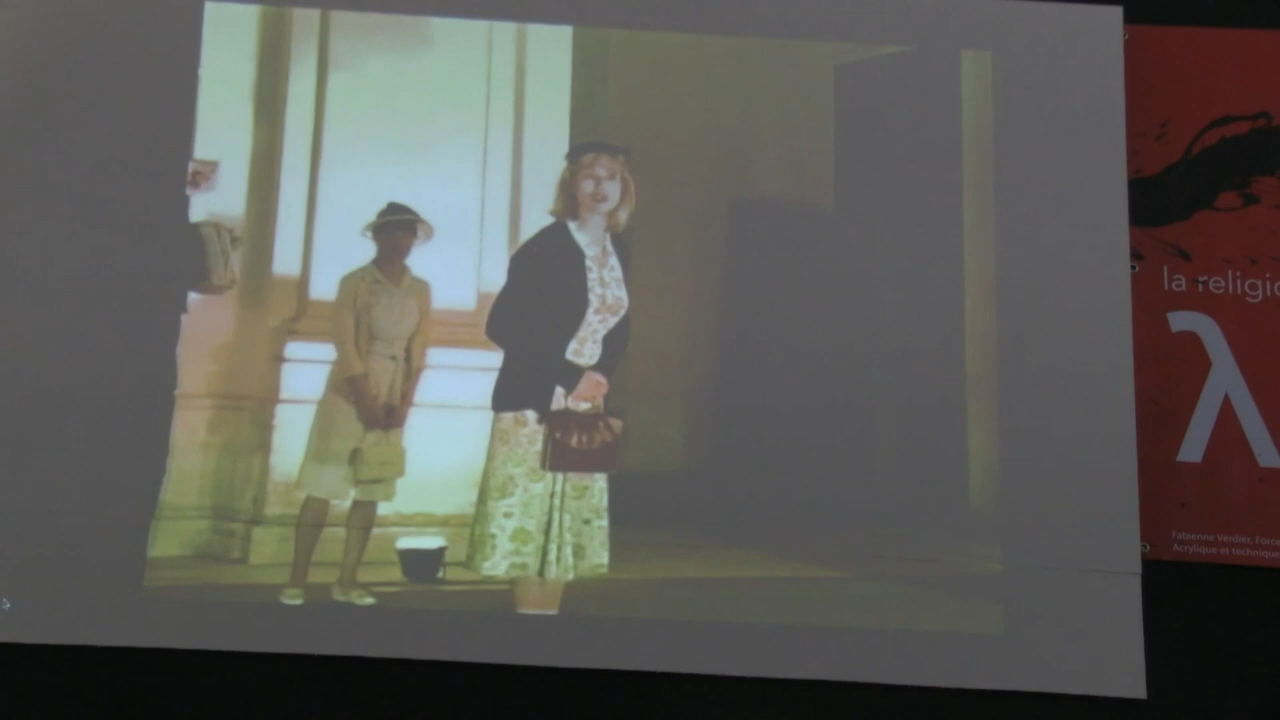 la religio
λ
Fabienne Verdier, Force
Acrylique et technique